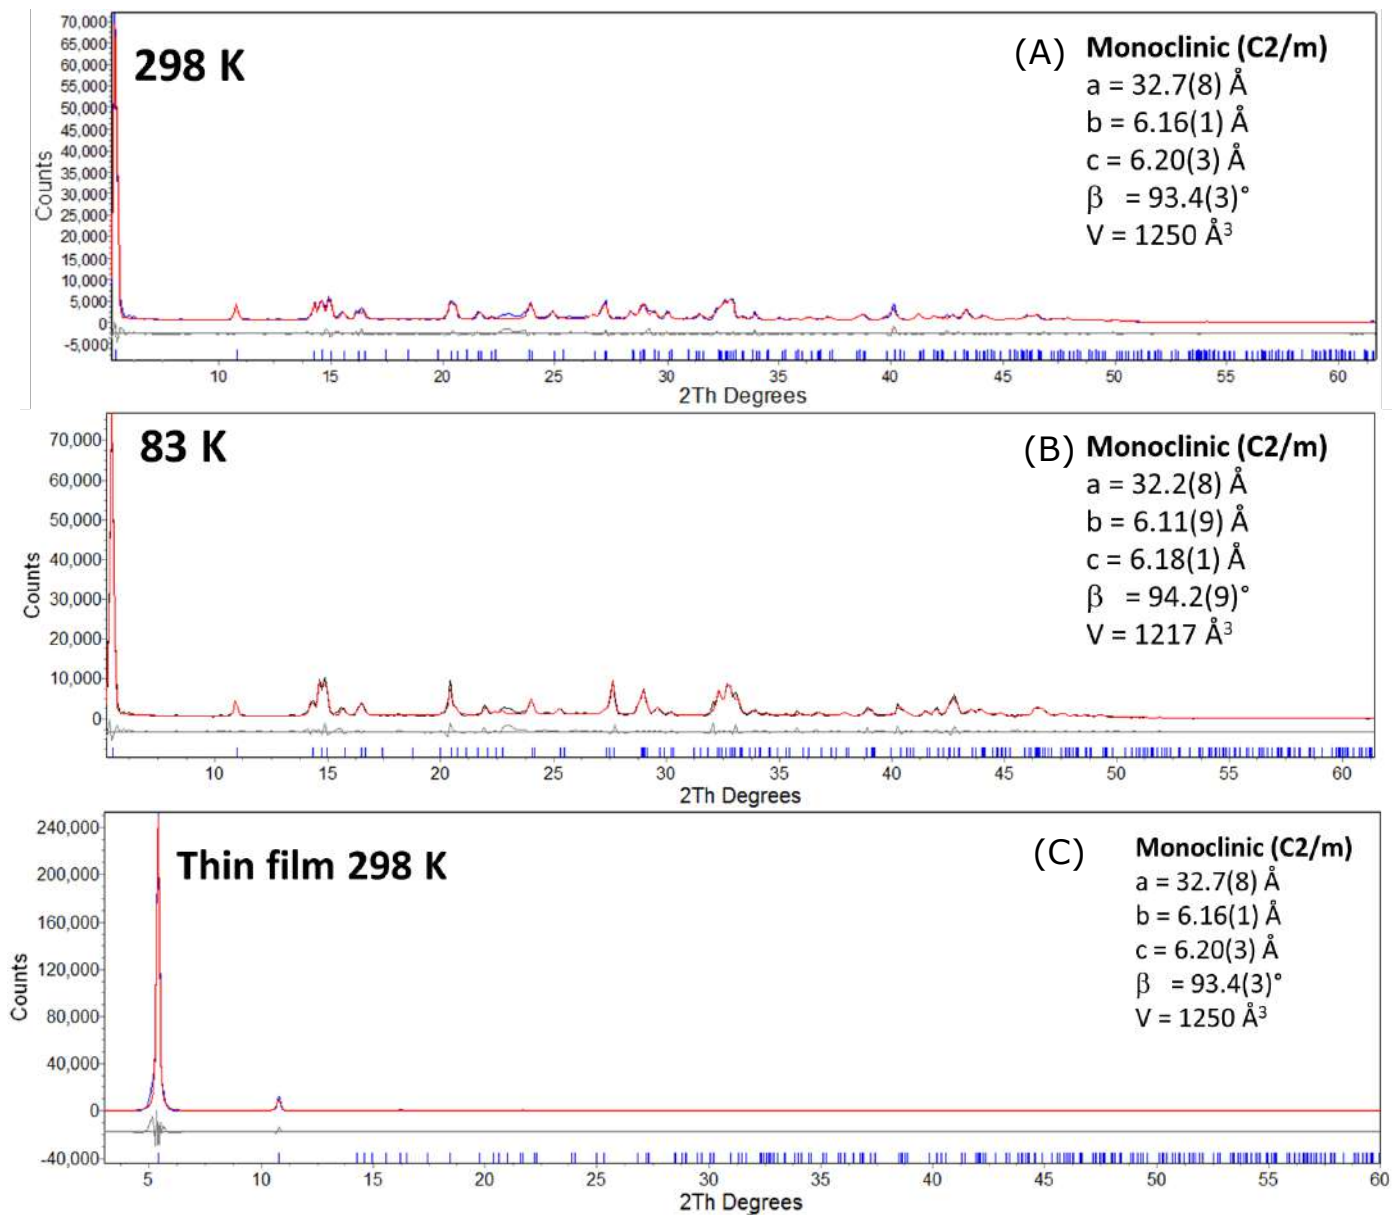 298 K
(A)
Monoclinic (C2/m)
a = 32.7(8) Å
b = 6.16(1) Å
c = 6.20(3) Å
β = 93.4(3)°
V = 1250 Å³
70,000
65,000
60,000
55,000
50,000
45,000
40,000
35,000
30,000
25,000
20,000
15,000
10,000
5,000
0
-5,000
Counts
10 15 20 25 30 35 40 45 50 55 60
2Th Degrees
83 K
(B)
Monoclinic (C2/m)
a = 32.2(8) Å
b = 6.11(9) Å
c = 6.18(1) Å
β = 94.2(9)°
V = 1217 Å³
70,000
60,000
50,000
40,000
30,000
20,000
10,000
0
Counts
10 15 20 25 30 35 40 45 50 55 60
2Th Degrees
Thin film 298 K
(C)
Monoclinic (C2/m)
a = 32.7(8) Å
b = 6.16(1) Å
c = 6.20(3) Å
β = 93.4(3)°
V = 1250 Å³
240,000
200,000
160,000
120,000
80,000
40,000
0
-40,000
Counts
5 10 15 20 25 30 35 40 45 50 55 60
2Th Degrees